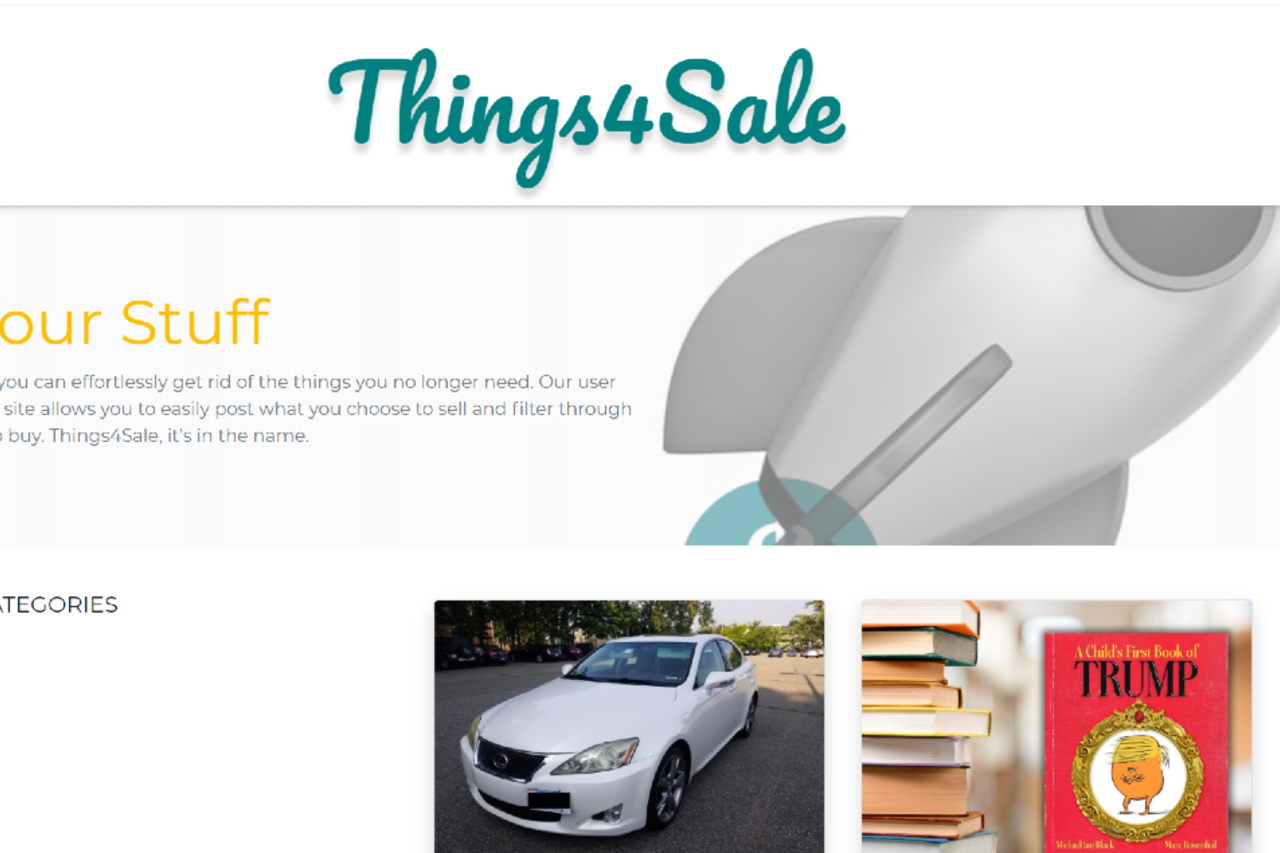 Things4Sale
our Stuff
you can effortlessly get rid of the things you no longer need. Our user
site allows you to easily post what you choose to sell and filter through
o buy. Things4Sale, it's in the name.
ATEGORIES
A Child's First Book of
TRUMP
Michael Ian Black Marc Rosenthal